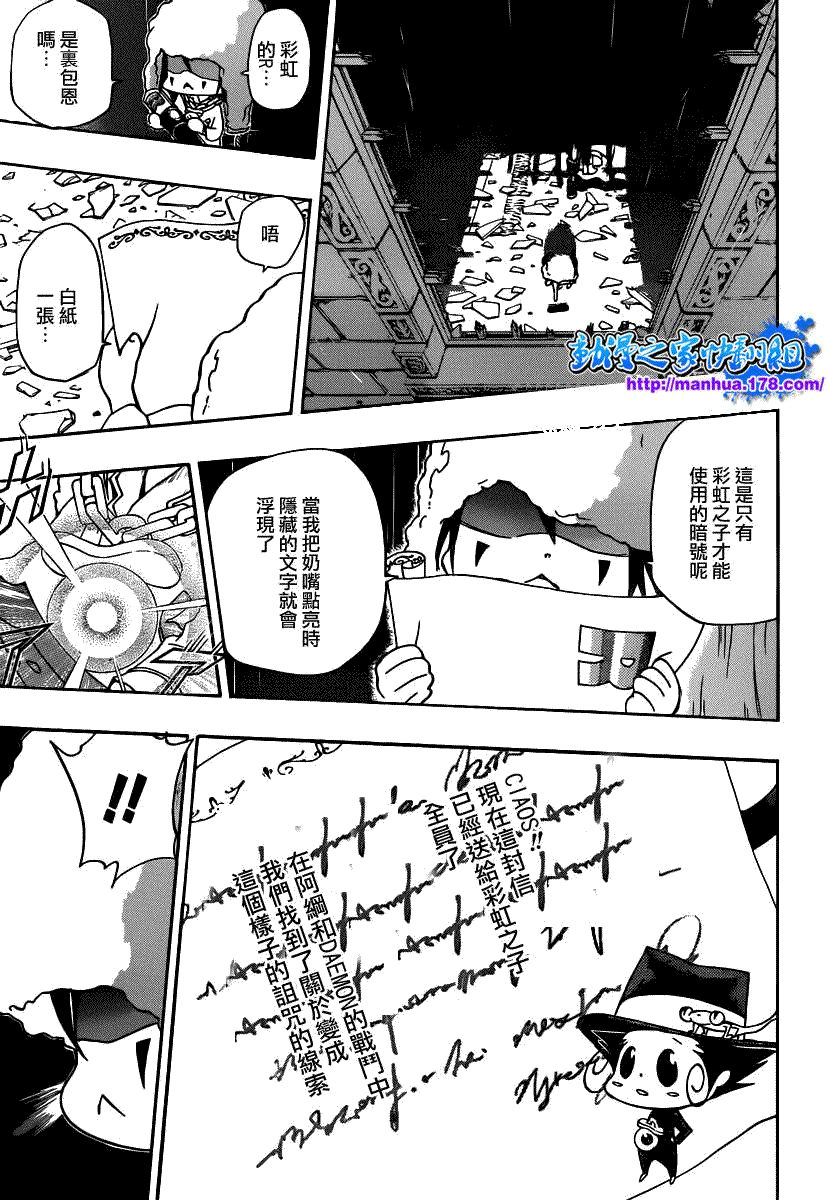 彩虹
的R…
是裏包恩
嗎…
動漫之家快翻組
http://manhua.178.com/
唔
白紙
一張…
這是只有
彩虹之子才能
使用的暗號呢
當我把奶嘴點亮時
隱藏的文字就會
浮現了
CIAOS!!
現在這封信
已經送給彩虹之子
全員了
在阿綱和DAEMON的戰鬥中
我們找到了關於變成
這個樣子的詛咒的線索
!!